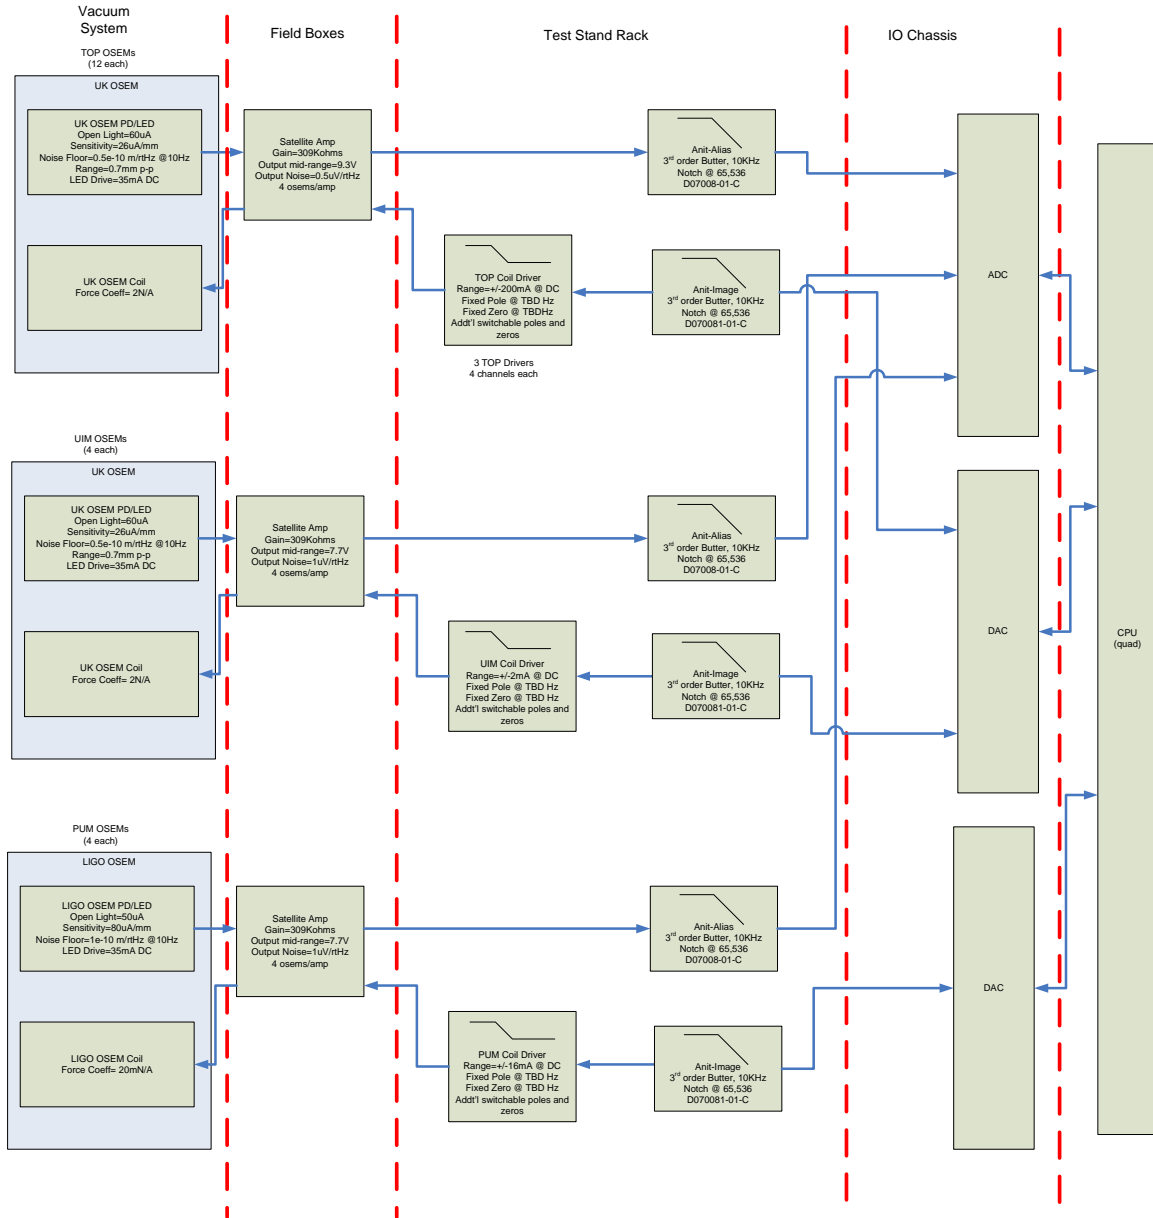 Vacuum
System
Field Boxes
Test Stand Rack
IO Chassis
TOP OSEMs
(12 each)
UK OSEM
UK OSEM PD/LED
Open Light=60uA
Sensitivity=26uA/mm
Noise Floor=0.5e-10 m/rtHz @10Hz
Range=0.7mm p-p
LED Drive=35mA DC
UK OSEM Coil
Force Coeff= 2N/A
Satellite Amp
Gain=309Kohms
Output mid-range=9.3V
Output Noise=0.5uV/rtHz
4 osems/amp
Anit-Alias
3rd order Butter, 10KHz
Notch @ 65,536
D07008-01-C
TOP Coil Driver
Range=+/-200mA @ DC
Fixed Pole @ TBD Hz
Fixed Zero @ TBDHz
Addt'l switchable poles and
zeros
3 TOP Drivers
4 channels each
Anit-Image
3rd order Butter, 10KHz
Notch @ 65,536
D070081-01-C
ADC
UIM OSEMs
(4 each)
UK OSEM
UK OSEM PD/LED
Open Light=60uA
Sensitivity=26uA/mm
Noise Floor=0.5e-10 m/rtHz @10Hz
Range=0.7mm p-p
LED Drive=35mA DC
UK OSEM Coil
Force Coeff= 2N/A
Satellite Amp
Gain=309Kohms
Output mid-range=7.7V
Output Noise=1uV/rtHz
4 osems/amp
Anit-Alias
3rd order Butter, 10KHz
Notch @ 65,536
D07008-01-C
UIM Coil Driver
Range=+/-2mA @ DC
Fixed Pole @ TBD Hz
Fixed Zero @ TBD Hz
Addt'l switchable poles and
zeros
Anit-Image
3rd order Butter, 10KHz
Notch @ 65,536
D070081-01-C
DAC
CPU
(quad)
PUM OSEMs
(4 each)
LIGO OSEM
LIGO OSEM PD/LED
Open Light=50uA
Sensitivity=80uA/mm
Noise Floor=1e-10 m/rtHz @10Hz
LED Drive=35mA DC
LIGO OSEM Coil
Force Coeff= 20mN/A
Satellite Amp
Gain=309Kohms
Output mid-range=7.7V
Output Noise=1uV/rtHz
4 osems/amp
Anit-Alias
3rd order Butter, 10KHz
Notch @ 65,536
D07008-01-C
PUM Coil Driver
Range=+/-16mA @ DC
Fixed Pole @ TBD Hz
Fixed Zero @ TBD Hz
Addt'l switchable poles and
zeros
Anit-Image
3rd order Butter, 10KHz
Notch @ 65,536
D070081-01-C
DAC